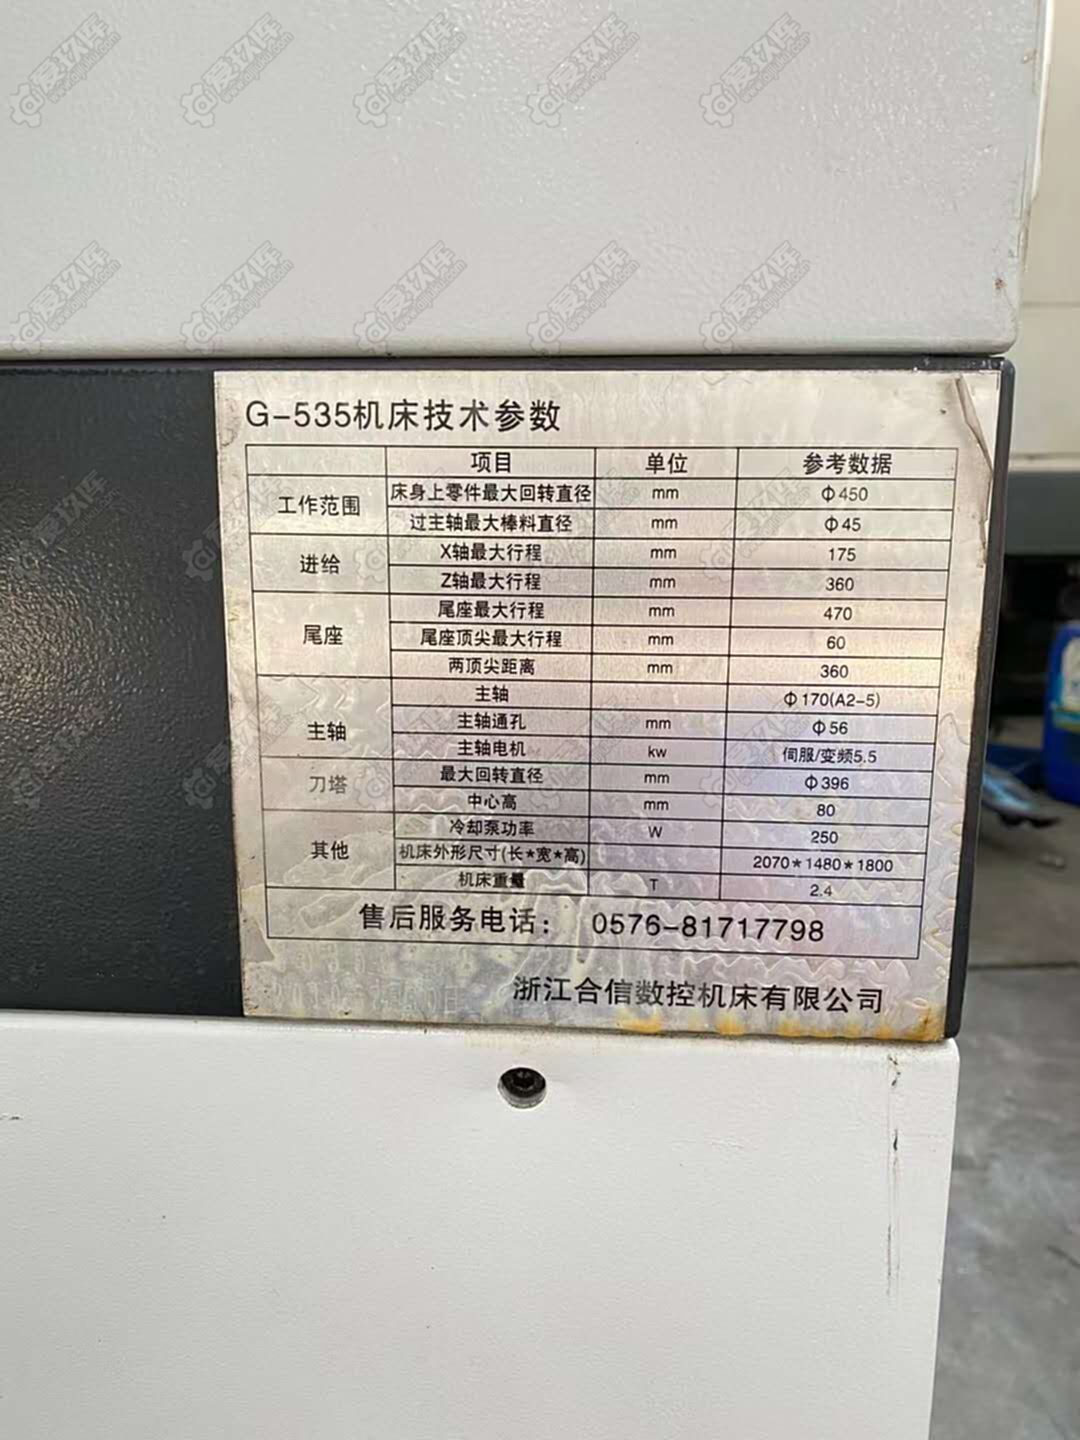 G-535机床技术参数
项目 单位 参考数据
工作范围 床身上零件最大回转直径 mm Φ450
过主轴最大棒料直径 mm Φ45
进给 X轴最大行程 mm 175
Z轴最大行程 mm 360
尾座 尾座最大行程 mm 470
尾座顶尖最大行程 mm 60
两顶尖距离 mm 360
主轴 主轴 Φ170(A2-5)
主轴通孔 mm Φ56
主轴电机 kw 伺服/变频5.5
刀塔 最大回转直径 mm Φ396
中心高 mm 80
其他 冷却泵功率 W 250
机床外形尺寸(长*宽*高) 2070*1480*1800
机床重量 T 2.4
售后服务电话： 0576-81717798
浙江合信数控机床有限公司